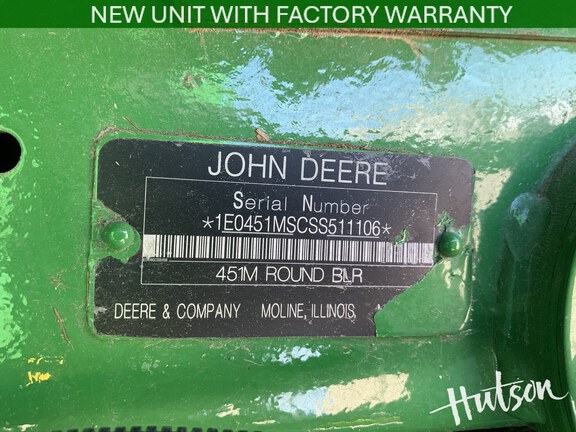 NEW UNIT WITH FACTORY WARRANTY
JOHN DEERE
Serial Number
*1E0451MSCSS511106*
451M ROUND BLR
DEERE & COMPANY MOLINE, ILLINOIS
Hutson